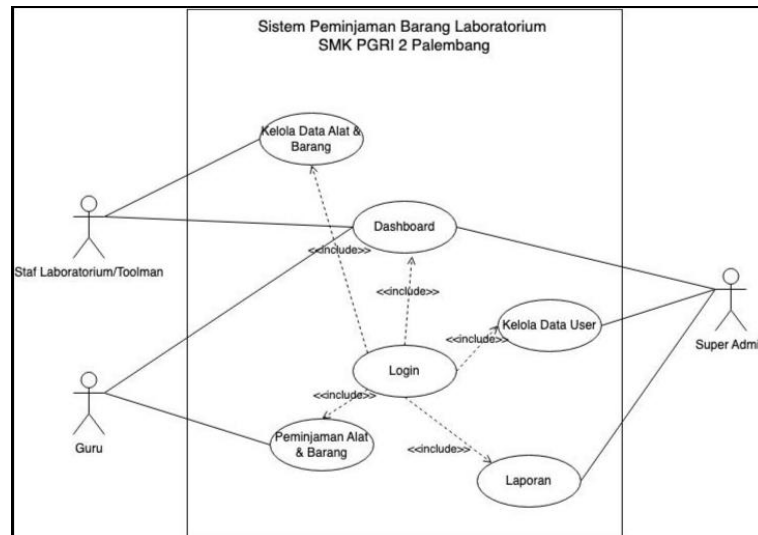 Sistem Peminjaman Barang Laboratorium
SMK PGRI 2 Palembang
Kelola Data Alat &
Barang
Dashboard
<<include>>
Staf Laboratorium/Toolman
<<include>>
Kelola Data User
<<include>>
Super Admi
Login
<<include>>
Guru
Peminjaman Alat
& Barang
<<include>>
Laporan